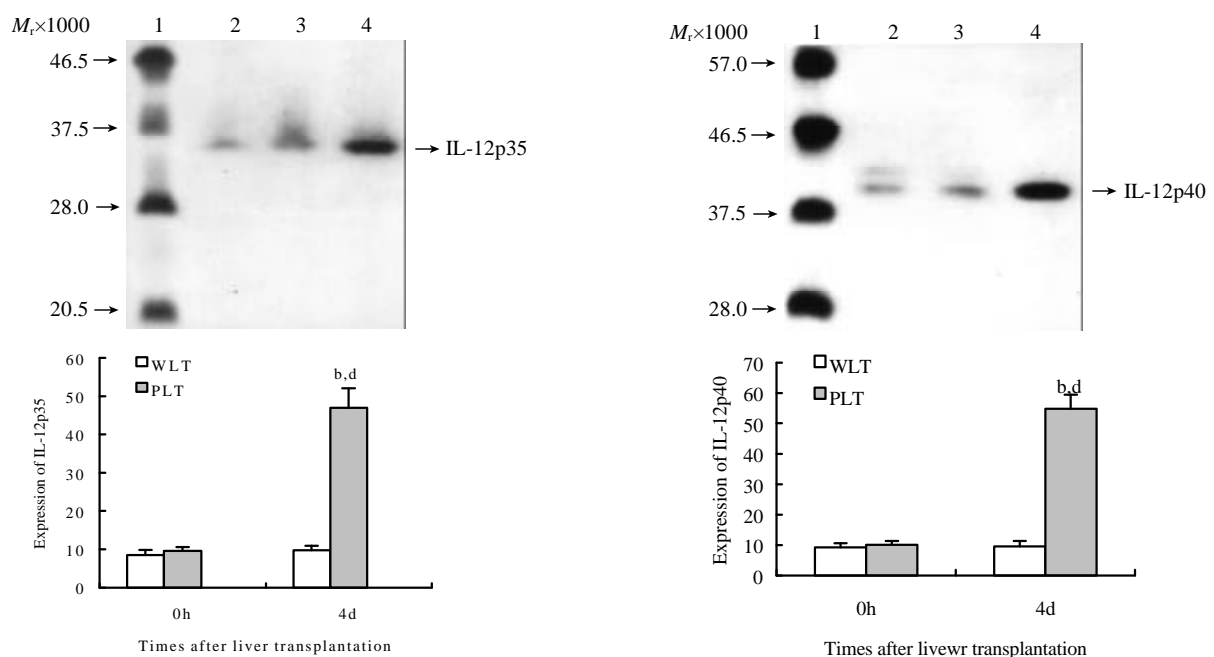 Mr×1000 1 2 3 4
46.5
37.5
IL-12p35
28.0
20.5
60
50
40
30
20
10
0
Expression of IL-12p35
WLT
PLT
b,d
0h 4d
Times after liver transplantation
Mr×1000 1 2 3 4
57.0
46.5
IL-12p40
37.5
28.0
70
60
50
40
30
20
10
0
Expression of IL-12p40
WLT
PLT
b,d
0h 4d
Times after livewr transplantation